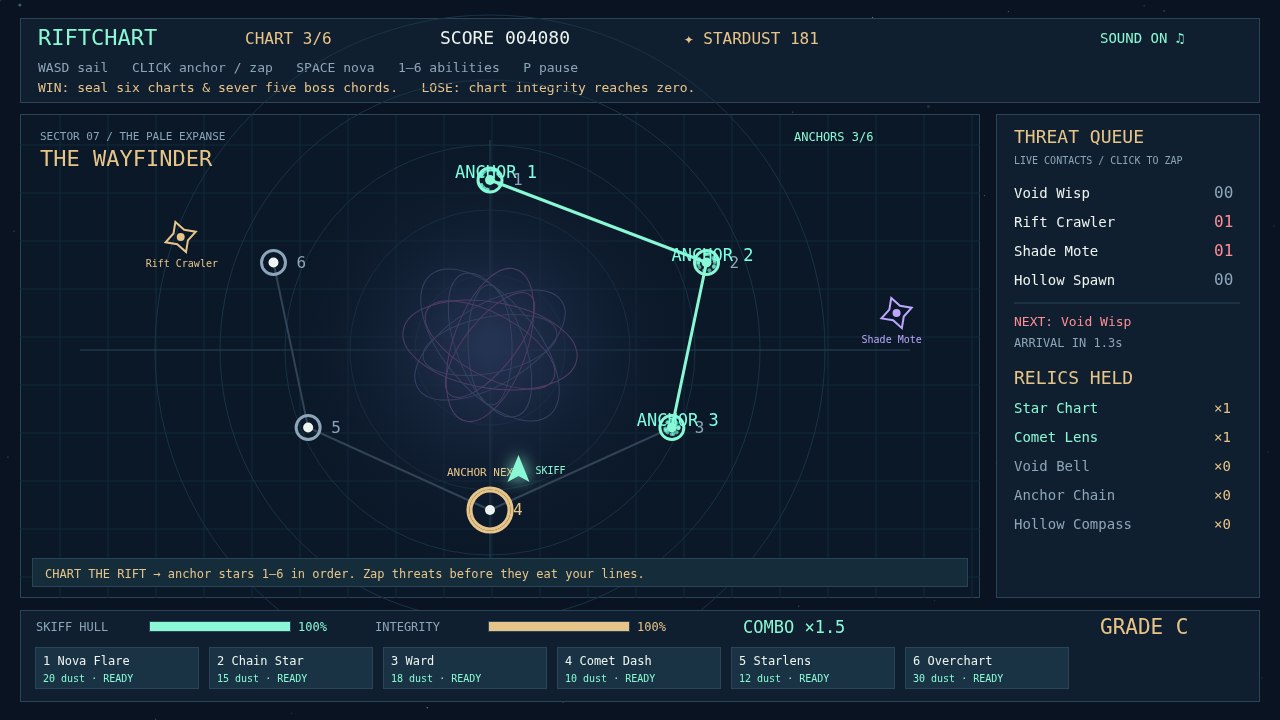 RIFTCHART CHART 3/6 SCORE 004080 ✦ STARDUST 181 SOUND ON ♫
WASD sail CLICK anchor / zap SPACE nova 1–6 abilities P pause
WIN: seal six charts & sever five boss chords. LOSE: chart integrity reaches zero.
SECTOR 07 / THE PALE EXPANSE
ANCHORS 3/6
THE WAYFINDER
ANCHOR 1
1
Rift Crawler
6
ANCHOR 2
2
Shade Mote
5
ANCHOR 3
3
ANCHOR NEXT
SKIFF
4
CHART THE RIFT → anchor stars 1–6 in order. Zap threats before they eat your lines.
THREAT QUEUE
LIVE CONTACTS / CLICK TO ZAP
Void Wisp 00
Rift Crawler 01
Shade Mote 01
Hollow Spawn 00
NEXT: Void Wisp
ARRIVAL IN 1.3s
RELICS HELD
Star Chart ×1
Comet Lens ×1
Void Bell ×0
Anchor Chain ×0
Hollow Compass ×0
SKIFF HULL 100% INTEGRITY 100% COMBO ×1.5 GRADE C
1 Nova Flare
20 dust · READY
2 Chain Star
15 dust · READY
3 Ward
18 dust · READY
4 Comet Dash
10 dust · READY
5 Starlens
12 dust · READY
6 Overchart
30 dust · READY